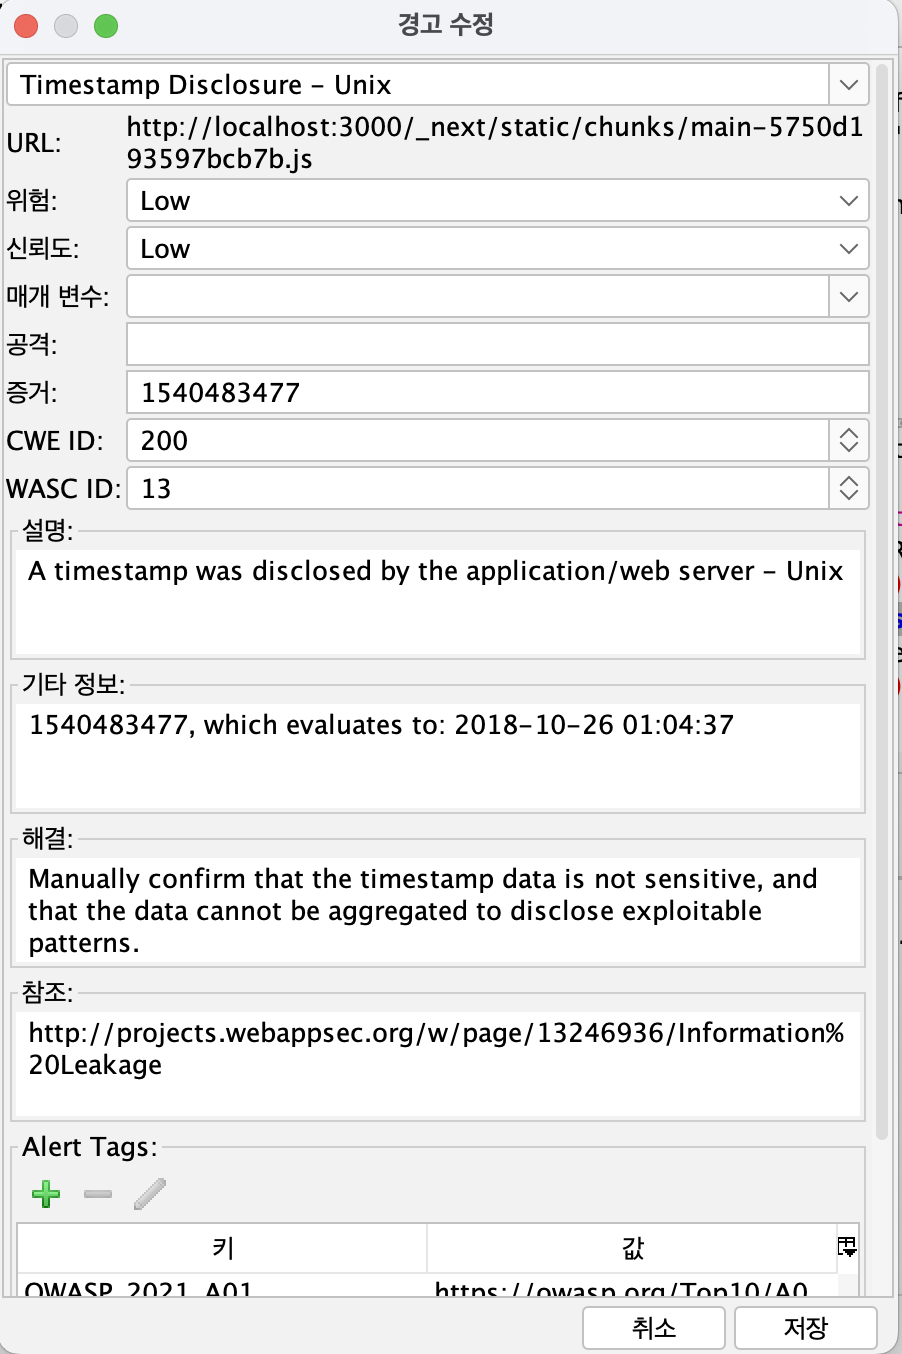 경고 수정
Timestamp Disclosure - Unix
URL: http://localhost:3000/_next/static/chunks/main-5750d1
93597bcb7b.js
위험: Low
신뢰도: Low
매개 변수:
공격:
증거: 1540483477
CWE ID: 200
WASC ID: 13
설명:
A timestamp was disclosed by the application/web server - Unix
기타 정보:
1540483477, which evaluates to: 2018-10-26 01:04:37
해결:
Manually confirm that the timestamp data is not sensitive, and
that the data cannot be aggregated to disclose exploitable
patterns.
참조:
http://projects.webappsec.org/w/page/13246936/Information%
20Leakage
Alert Tags:
키 값
OWASP_2021_A01 https://owasp.org/Top10/A0
취소 저장